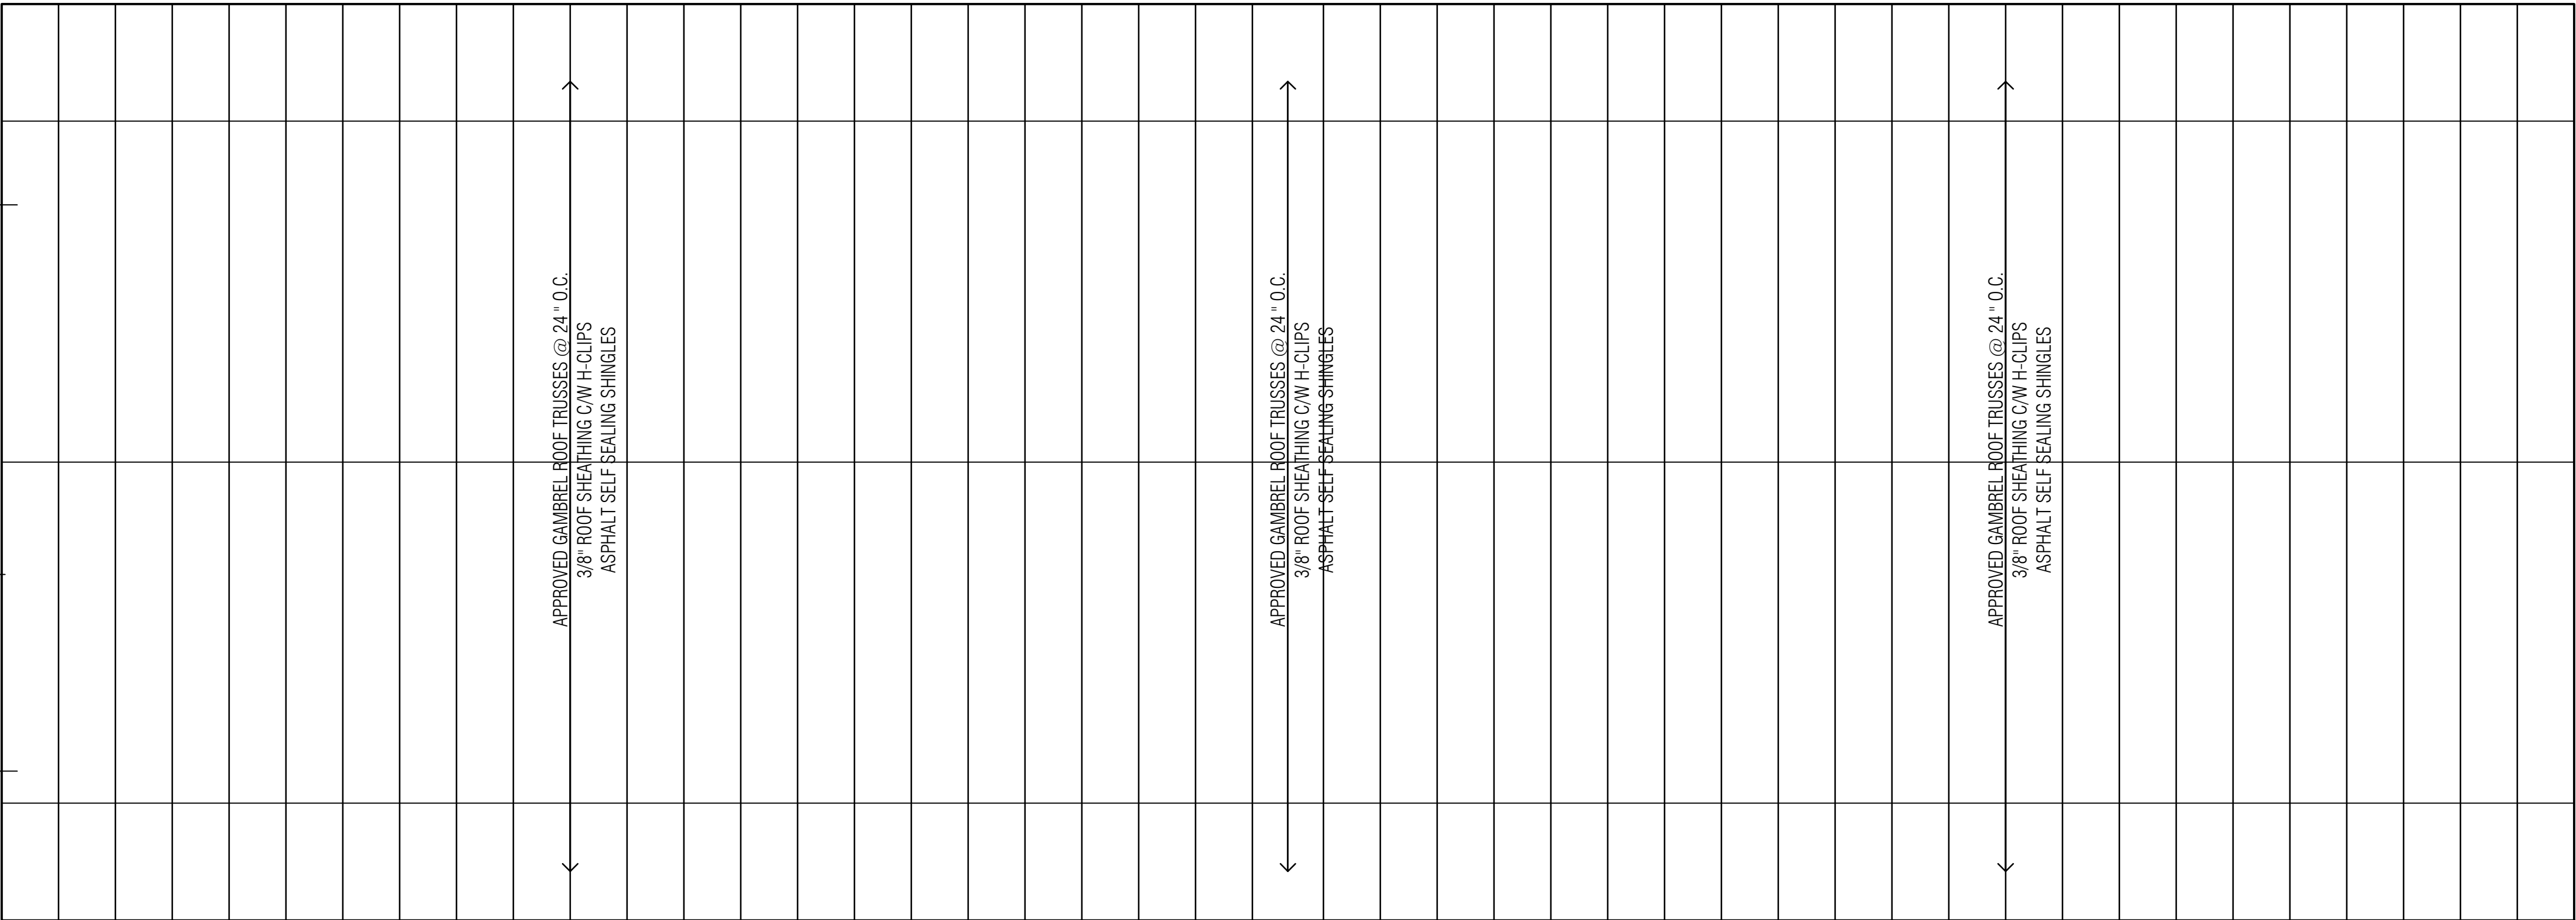 APPROVED GAMBREL ROOF TRUSSES @ 24 " O.C.
3/8" ROOF SHEATHING C/W H-CLIPS
ASPHALT SELF SEALING SHINGLES
APPROVED GAMBREL ROOF TRUSSES @ 24 " O.C.
3/8" ROOF SHEATHING C/W H-CLIPS
ASPHALT SELF SEALING SHINGLES
APPROVED GAMBREL ROOF TRUSSES @ 24 " O.C.
3/8" ROOF SHEATHING C/W H-CLIPS
ASPHALT SELF SEALING SHINGLES